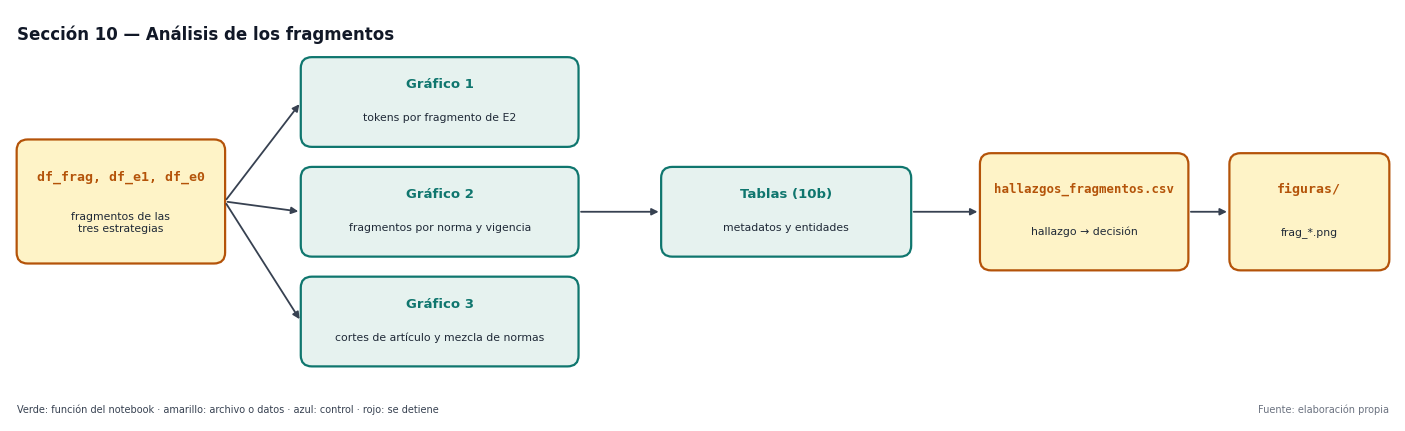 Sección 10 — Análisis de los fragmentos
df_frag, df_e1, df_e0
fragmentos de las
tres estrategias
Gráfico 1
tokens por fragmento de E2
Gráfico 2
fragmentos por norma y vigencia
Gráfico 3
cortes de artículo y mezcla de normas
Tablas (10b)
metadatos y entidades
hallazgos_fragmentos.csv
hallazgo → decisión
figuras/
frag_*.png
Verde: función del notebook · amarillo: archivo o datos · azul: control · rojo: se detiene
Fuente: elaboración propia